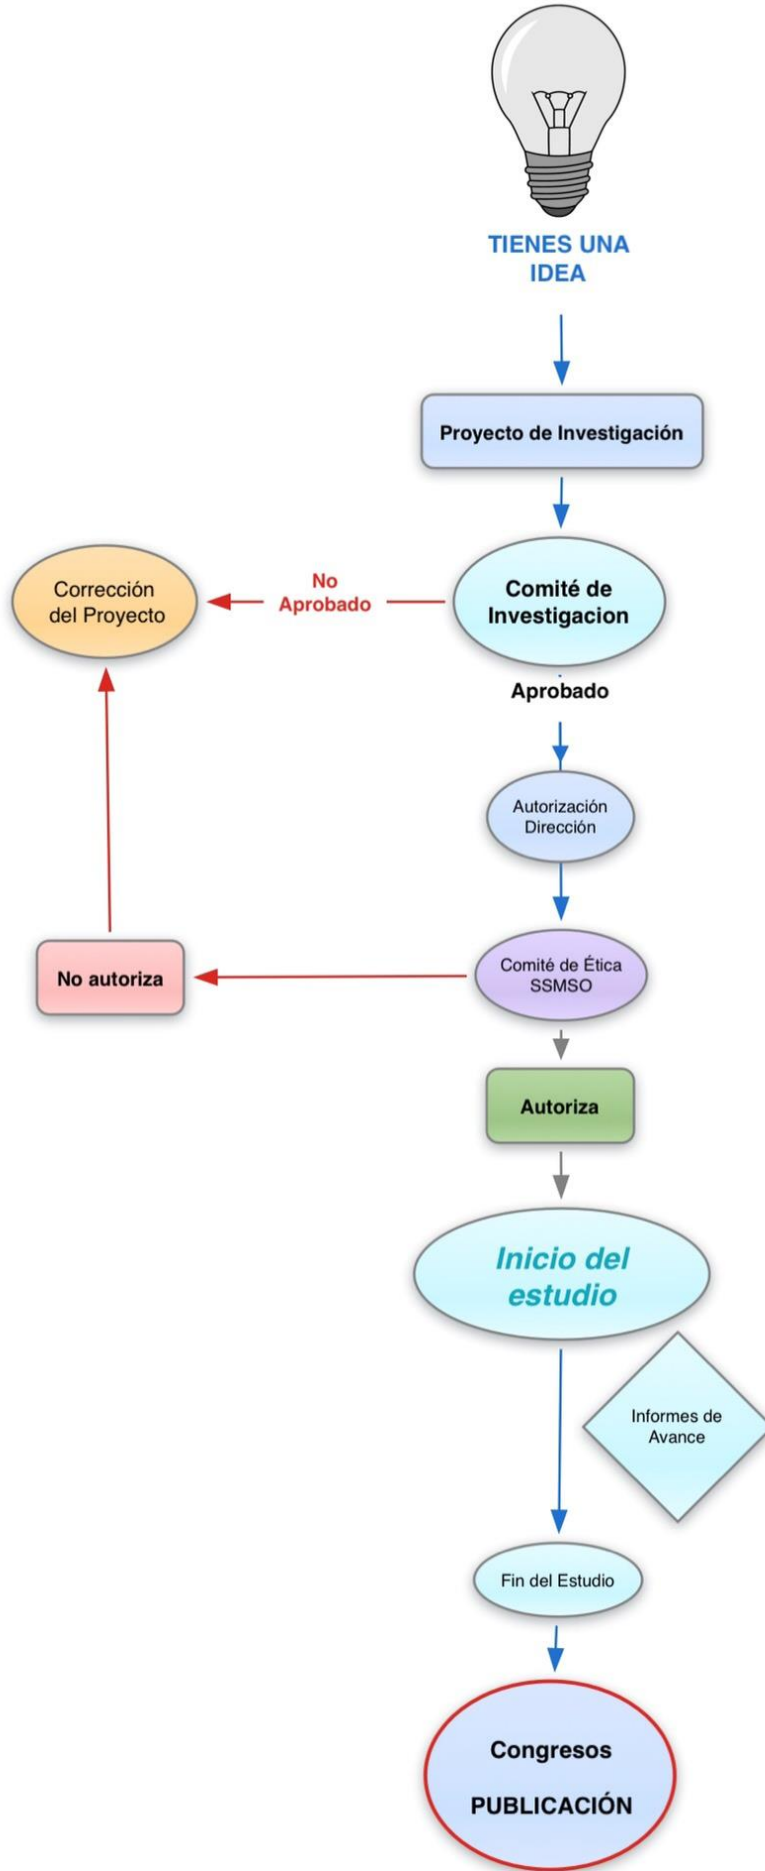 TIENES UNA
IDEA
Proyecto de Investigación
Corrección
del Proyecto
No
Aprobado
Comité de
Investigacion
Aprobado
Autorización
Dirección
No autoriza
Comité de Ética
SSMSO
Autoriza
Inicio del
estudio
Informes de
Avance
Fin del Estudio
Congresos
PUBLICACIÓN